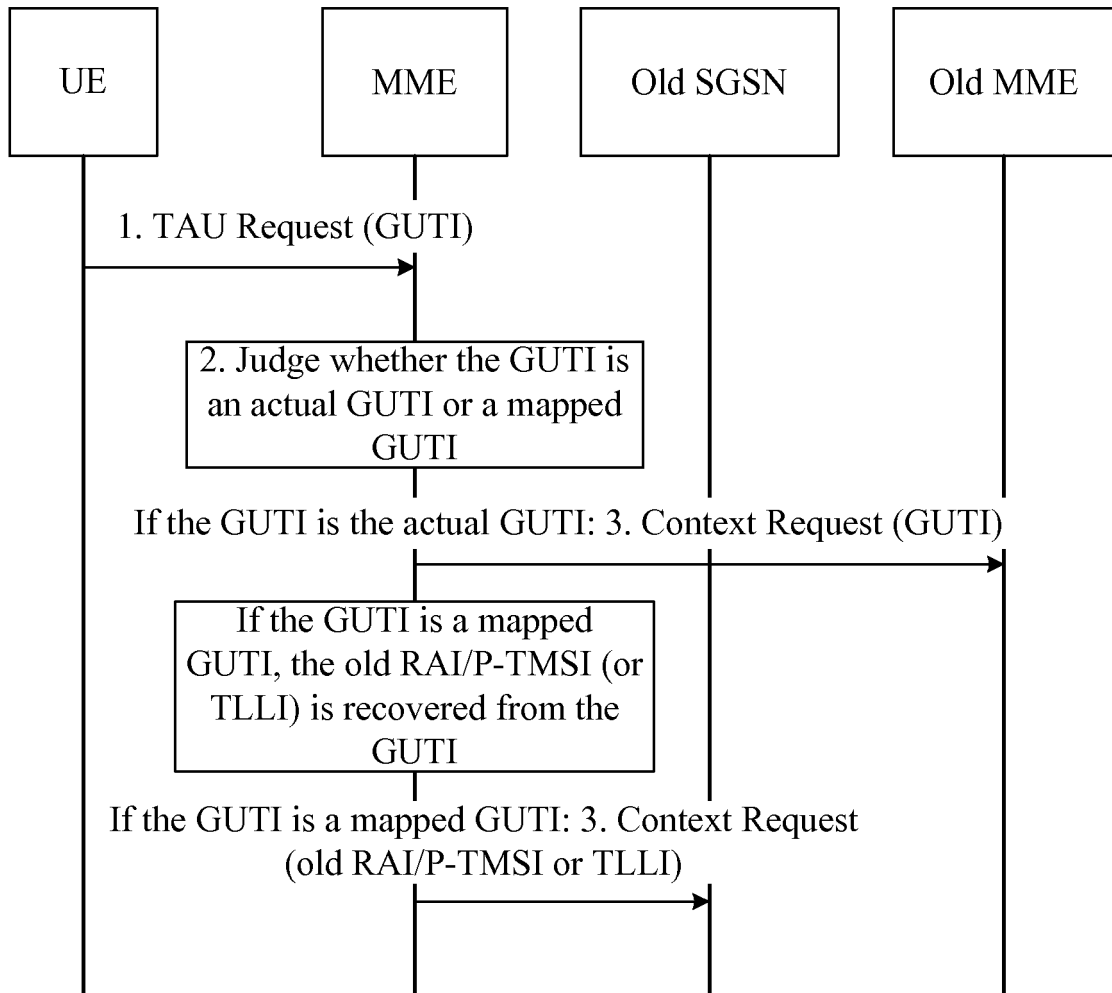 UE
MME
Old SGSN
Old MME
1. TAU Request (GUTI)
2. Judge whether the GUTI is
an actual GUTI or a mapped
GUTI
If the GUTI is the actual GUTI: 3. Context Request (GUTI)
If the GUTI is a mapped
GUTI, the old RAI/P-TMSI (or
TLLI) is recovered from the
GUTI
If the GUTI is a mapped GUTI: 3. Context Request
(old RAI/P-TMSI or TLLI)